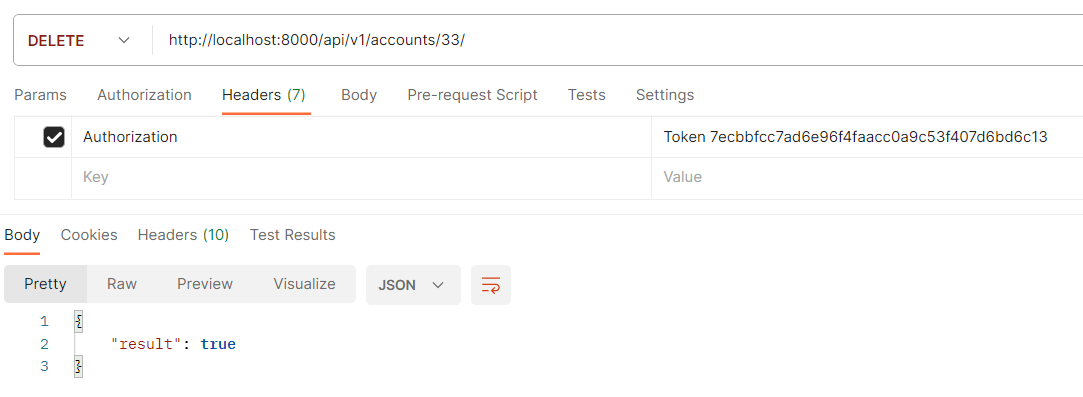 DELETE http://localhost:8000/api/v1/accounts/33/
Params Authorization Headers (7) Body Pre-request Script Tests Settings
Authorization Token 7ecbbfcc7ad6e96f4faacc0a9c53f407d6bd6c13
Key Value
Body Cookies Headers (10) Test Results
Pretty Raw Preview Visualize JSON
1 {
2 "result": true
3 }